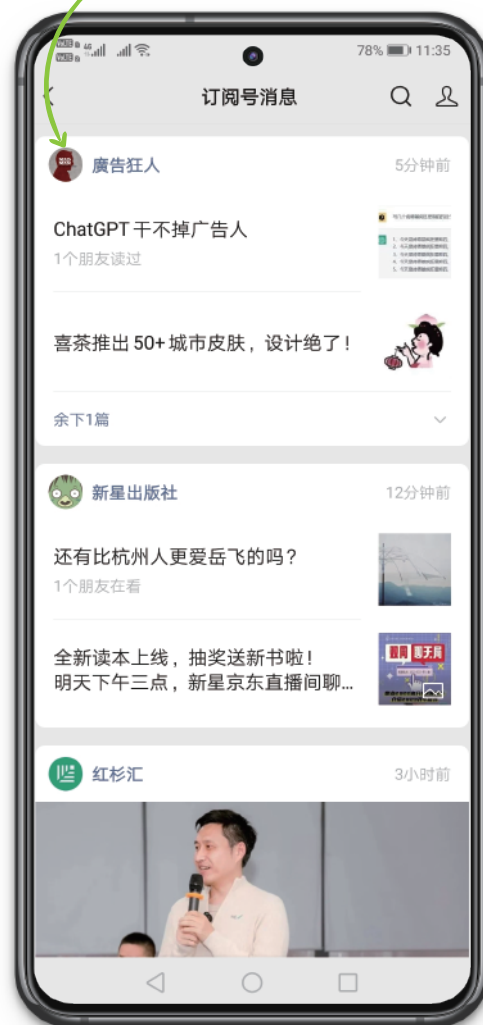 78% 11:35
订阅号消息
廣告狂人 5分钟前
ChatGPT 干不掉广告人
1个朋友读过
喜茶推出 50+ 城市皮肤，设计绝了！
余下1篇
新星出版社 12分钟前
还有比杭州人更爱岳飞的吗？
1个朋友在看
全新读本上线，抽奖送新书啦！
明天下午三点，新星京东直播间聊...
红杉汇 3小时前